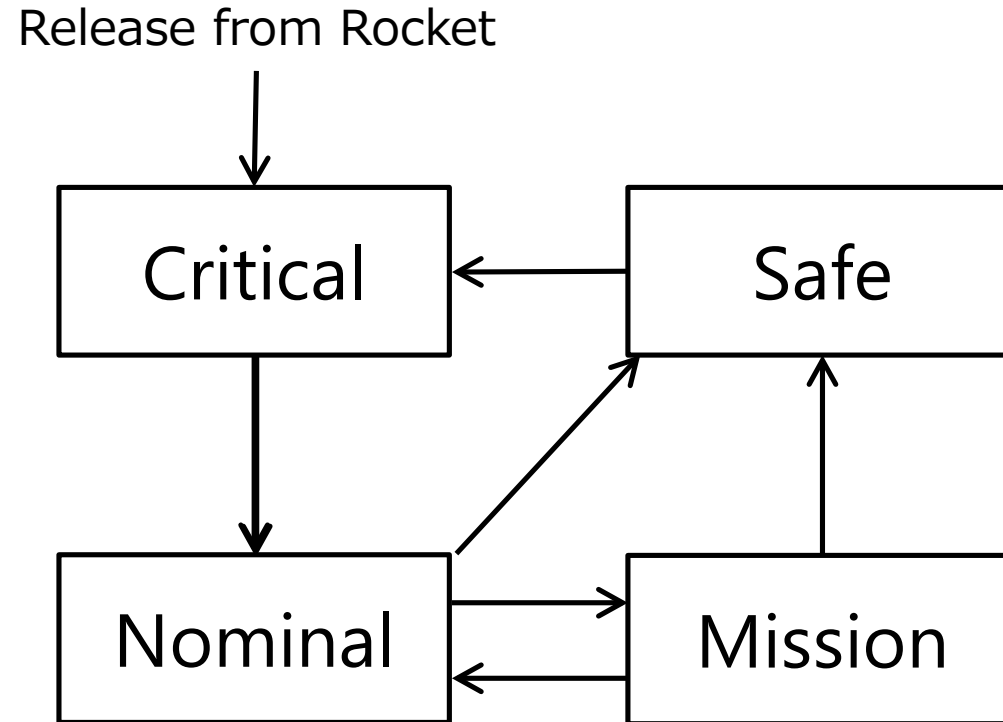 Release from Rocket
Critical
Safe
Nominal
Mission